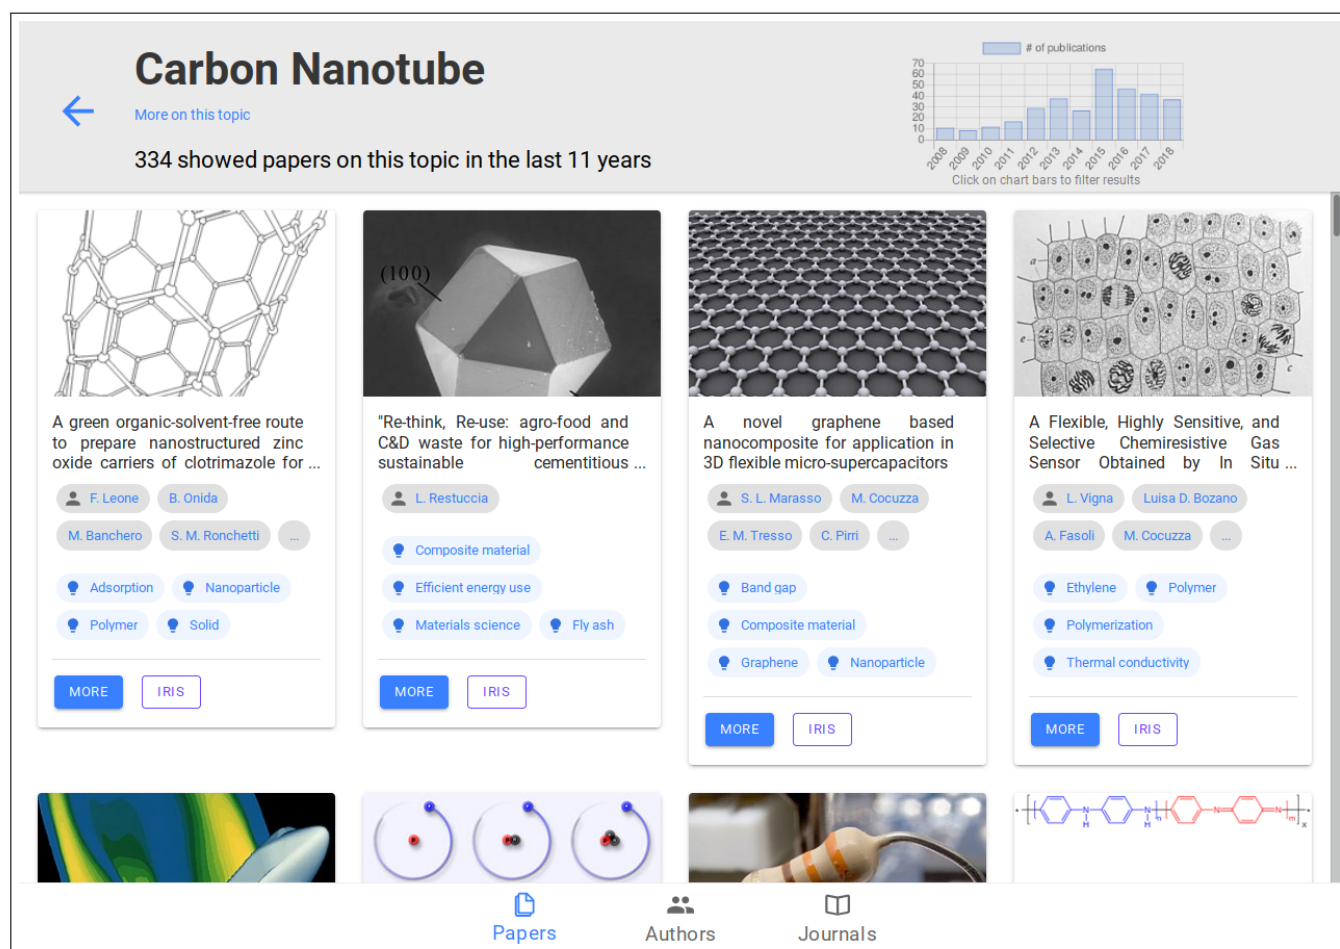 Carbon Nanotube
More on this topic
334 showed papers on this topic in the last 11 years
# of publications
70
60
50
40
30
20
10
0
2008 2009 2010 2011 2012 2013 2014 2015 2016 2017 2018
Click on chart bars to filter results
A green organic-solvent-free route
to prepare nanostructured zinc
oxide carriers of clotrimazole for ...
F. Leone B. Onida
M. Banchero S. M. Ronchetti ...
Adsorption Nanoparticle
Polymer Solid
MORE IRIS
(100)
"Re-think, Re-use: agro-food and
C&D waste for high-performance
sustainable cementitious ...
L. Restuccia
Composite material
Efficient energy use
Materials science Fly ash
MORE IRIS
A novel graphene based
nanocomposite for application in
3D flexible micro-supercapacitors
S. L. Marasso M. Cocuzza
E. M. Tresso C. Pirri ...
Band gap
Composite material
Graphene Nanoparticle
MORE IRIS
a
e
c
A Flexible, Highly Sensitive, and
Selective Chemiresistive Gas
Sensor Obtained by In Situ ...
L. Vigna Luisa D. Bozano
A. Fasoli M. Cocuzza ...
Ethylene Polymer
Polymerization
Thermal conductivity
MORE IRIS
N H N H n N N m x
Papers Authors Journals